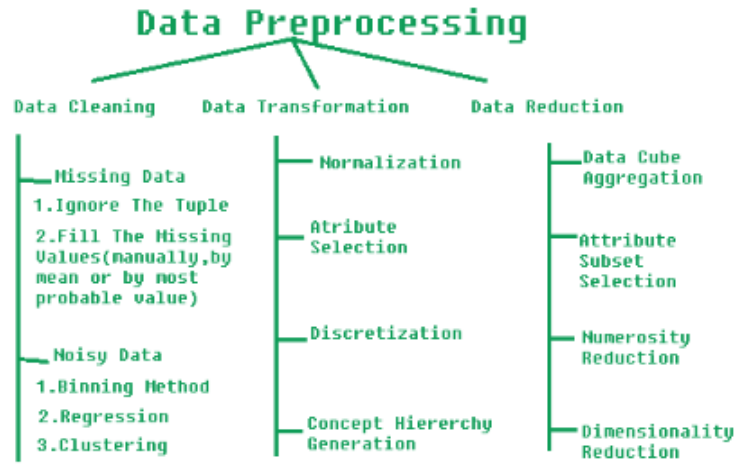 Data Preprocessing
Data Cleaning
Missing Data
1.Ignore The Tuple
2.Fill The Missing
Values(manually,by
mean or by most
probable value)
Noisy Data
1.Binning Method
2.Regression
3.Clustering
Data Transformation
Normalization
Atribute
Selection
Discretization
Concept Hiererchy
Generation
Data Reduction
Data Cube
Aggregation
Attribute
Subset
Selection
Numerosity
Reduction
Dimensionality
Reduction